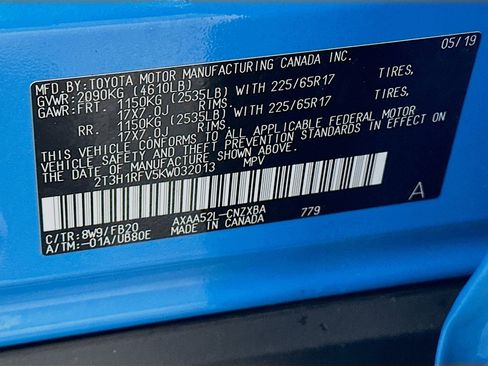 MFD.BY:TOYOTA MOTOR MANUFACTURING CANADA INC. 05/19
GVWR:2090KG (4610LB)
GAWR:FRT. 1150KG (2535LB) WITH 225/65R17 TIRES,
17X7.0J RIMS.
RR. 1150KG (2535LB) WITH 225/65R17 TIRES,
17X7.0J RIMS.
THIS VEHICLE CONFORMS TO ALL APPLICABLE FEDERAL MOTOR
VEHICLE SAFETY AND THEFT PREVENTION STANDARDS IN EFFECT ON
THE DATE OF MANUFACTURE SHOWN ABOVE.
2T3H1RFV5KW032013 MPV
A
C/TR:8W9/FB20 AXAA52L-CNZXBA 779
A/TM:-01A/UB80E MADE IN CANADA